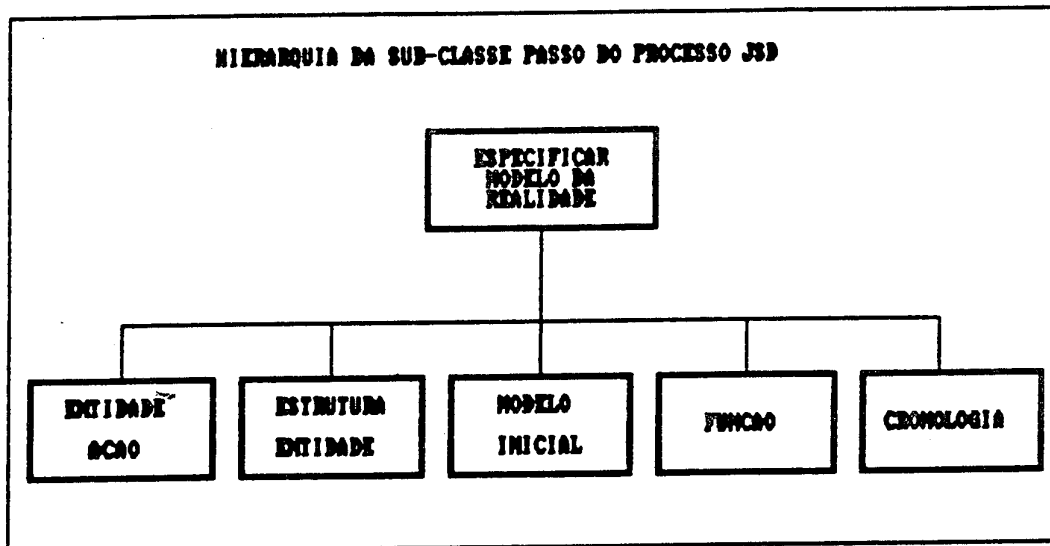 HIERARQUIA DA SUB-CLASSE PASSO DO PROCESSO JSD
ESPECIFICAR
MODELO DA
REALIDADE
ENTIDADE
ACAO
ESTRUTURA
ENTIDADE
MODELO
INICIAL
FUNCAO
CRONOLOGIA